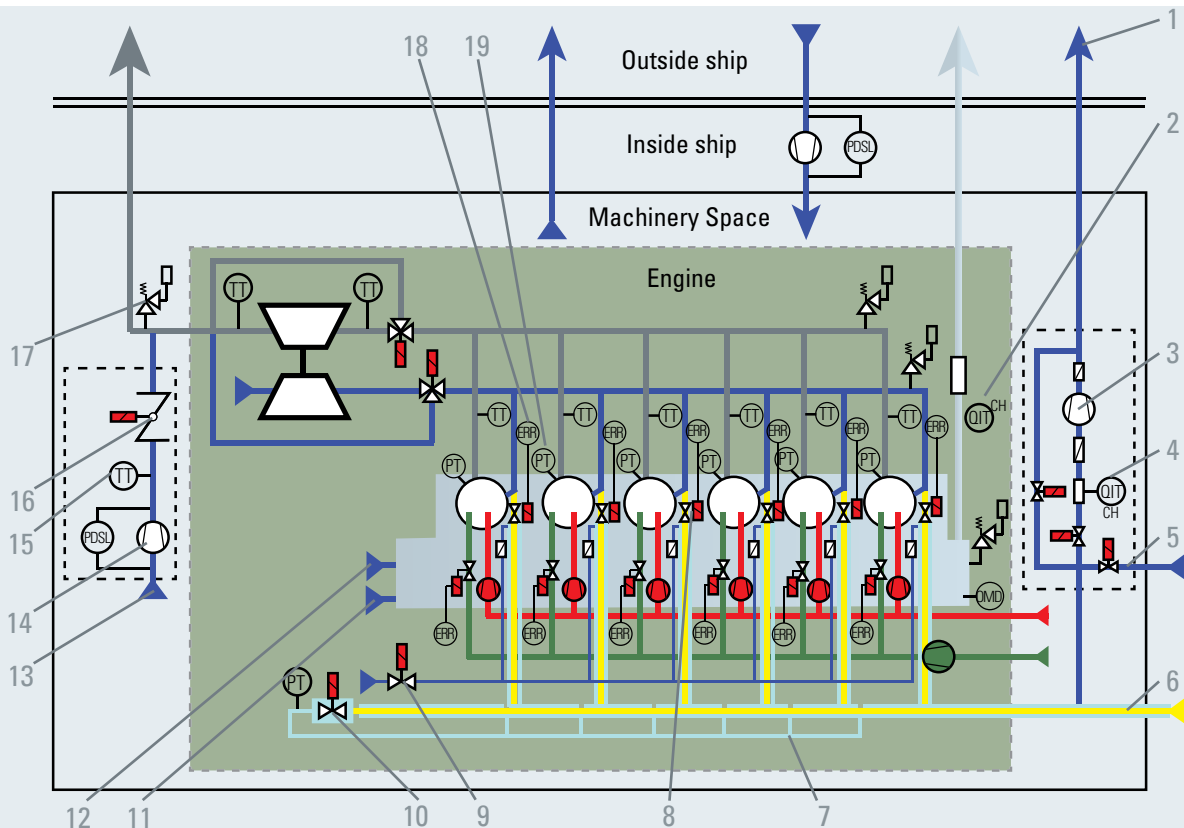 18 19 1
Outside ship
2
Inside ship
PDSL
Machinery Space
Engine
TT TT
17
3
QIT CH
TT TT TT TT TT TT
ERR ERR ERR ERR ERR ERR
4
PT PT PT PT PT PT
16
TT
QIT
CH
15
PDSL
5
14
OMD
ERR ERR ERR ERR ERR ERR
13
PT
6
12 11 10 9 8 7